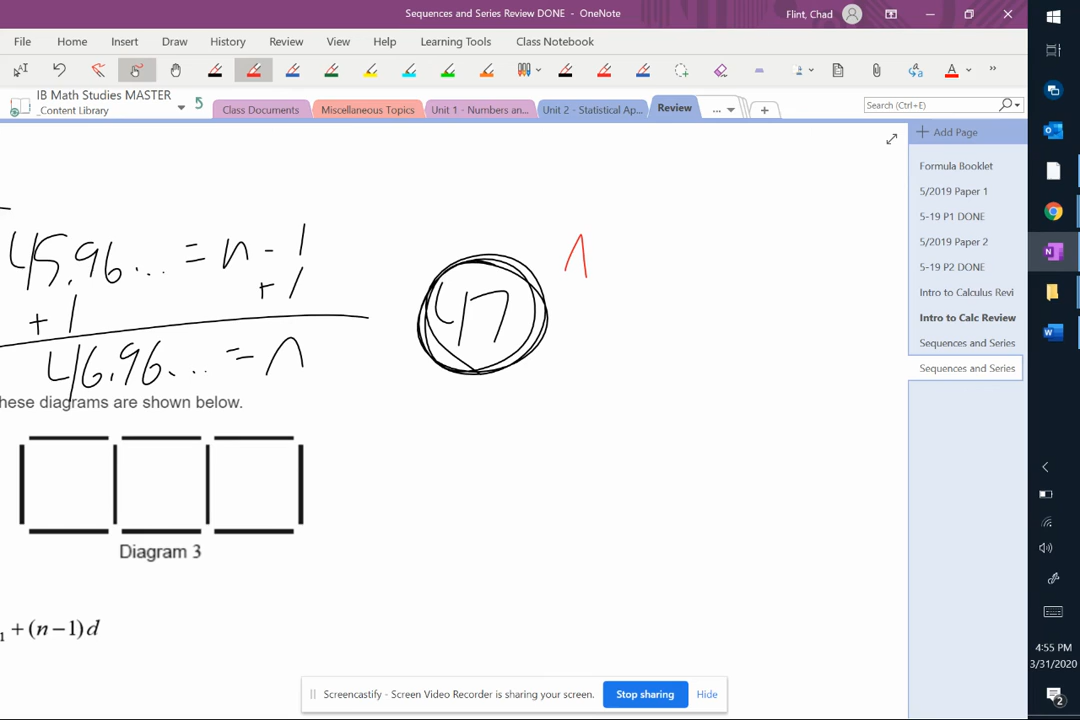 Sequences and Series Review DONE - OneNote
Flint, Chad
File Home Insert Draw History Review View Help Learning Tools Class Notebook
IB Math Studies MASTER
_Content Library
Class Documents
Miscellaneous Topics
Unit 1 - Numbers an...
Unit 2 - Statistical Ap...
Review
...
Search (Ctrl+E)
Add Page
Formula Booklet
5/2019 Paper 1
5-19 P1 DONE
5/2019 Paper 2
5-19 P2 DONE
Intro to Calculus Revi
Intro to Calc Review
Sequences and Series
Sequences and Series
45.96... = n - 1
+ 1 + 1
46.96... = n
47
hese diagrams are shown below.
Diagram 3
1 + (n − 1)d
Screencastify - Screen Video Recorder is sharing your screen.
Stop sharing
Hide
4:55 PM
3/31/2020
2